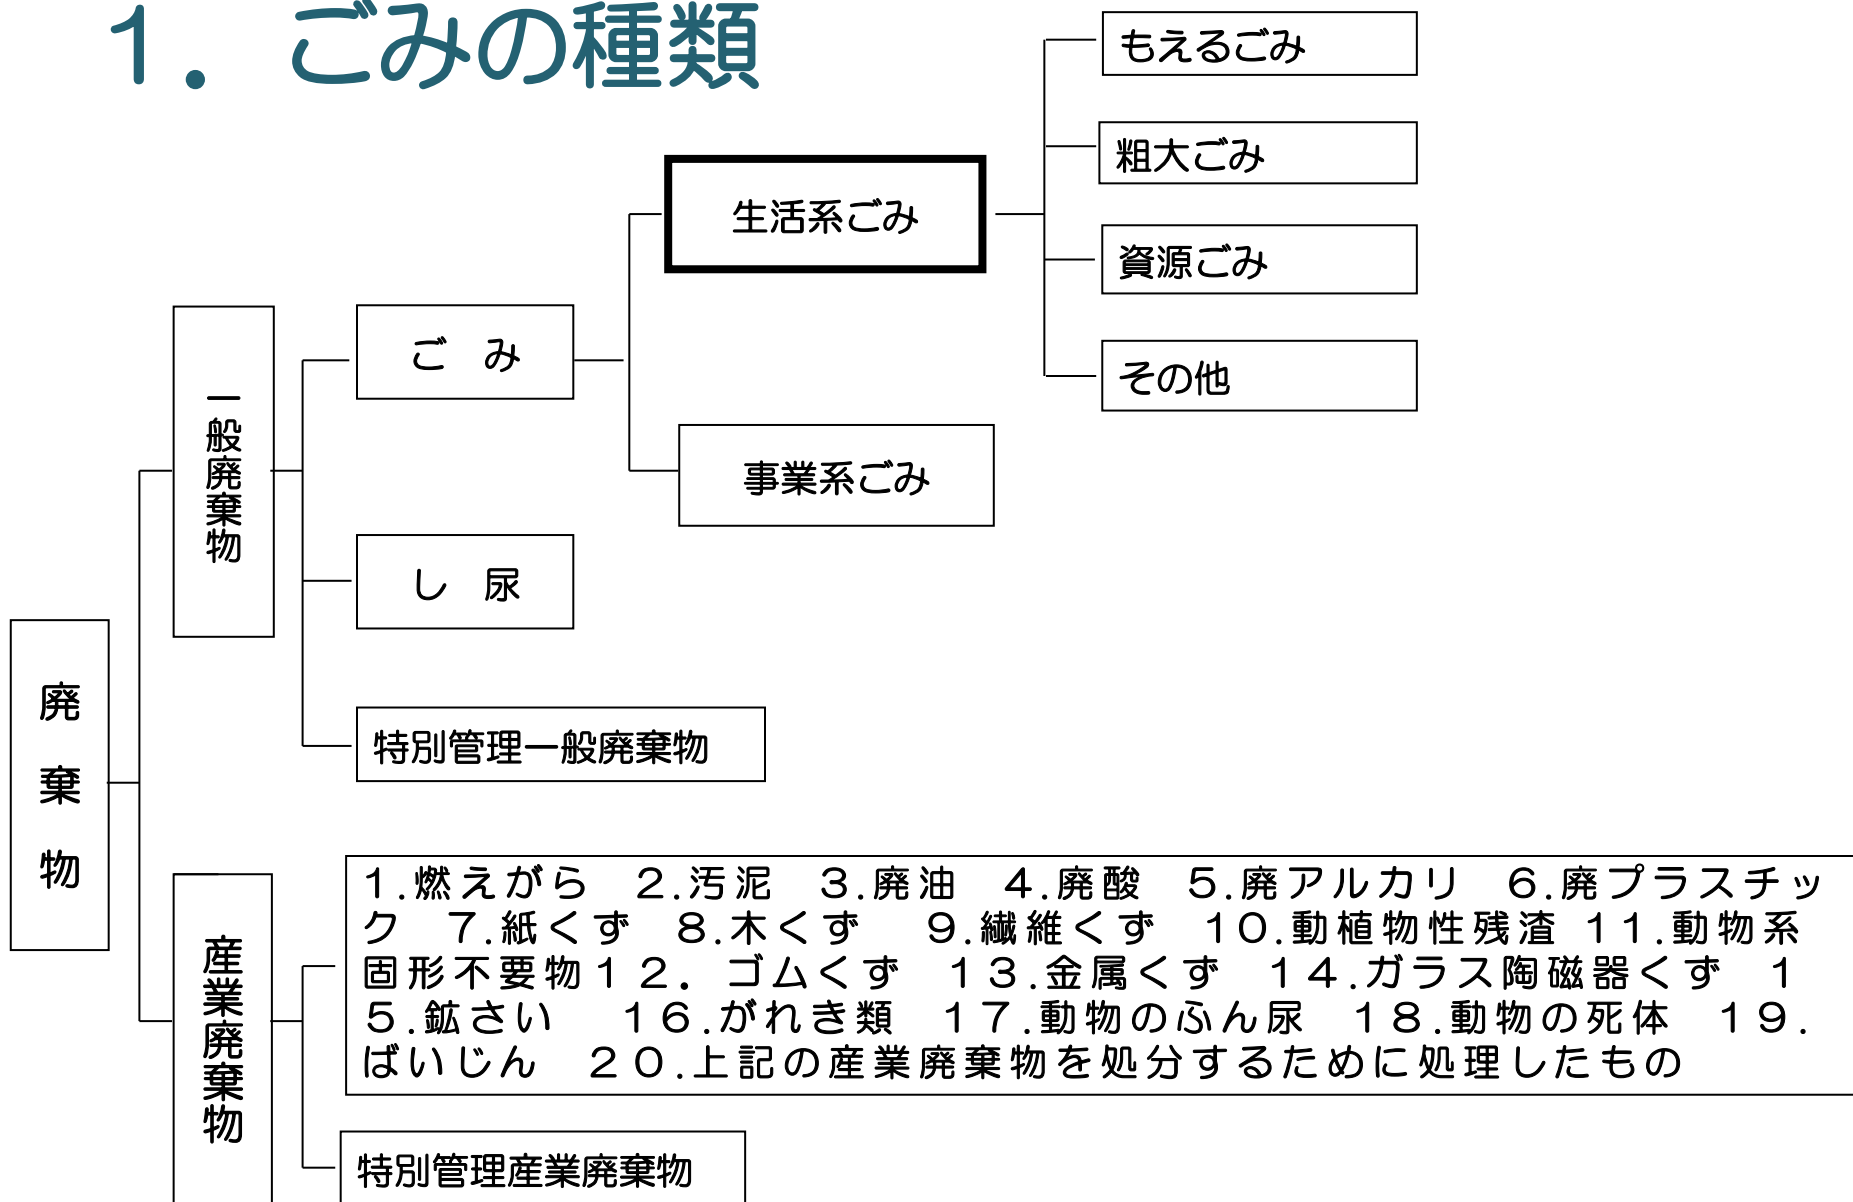 １．ごみの種類
もえるごみ
粗大ごみ
生活系ごみ
資源ごみ
ご　み
その他
一般廃棄物
事業系ごみ
し　尿
廃棄物
特別管理一般廃棄物
１.燃えがら　２.汚泥　３.廃油　４.廃酸　５.廃アルカリ　６.廃プラスチッ
ク　７.紙くず　８.木くず　 ９.繊維くず　１０.動植物性残渣 １１.動物系
固形不要物１２．ゴムくず　１３.金属くず　１４.ガラス陶磁器くず　１
５.鉱さい　 １６.がれき類　１７.動物のふん尿　１８.動物の死体　１９.
ばいじん　２０.上記の産業廃棄物を処分するために処理したもの
産業廃棄物
特別管理産業廃棄物